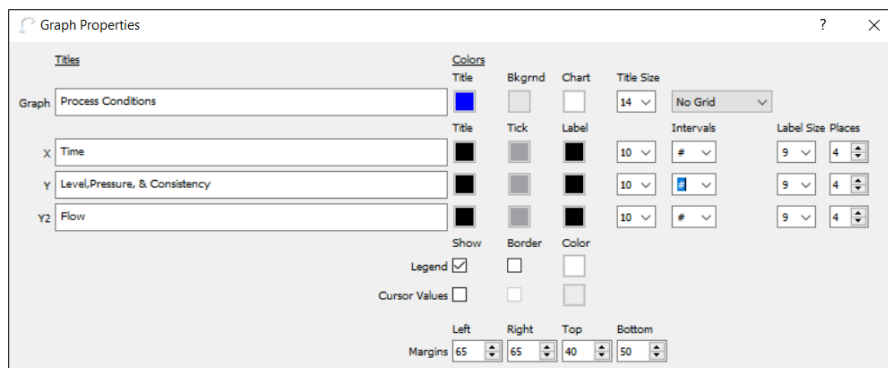 Graph Properties ? ×
Titles Colors
Title Bkgrnd Chart Title Size
Graph Process Conditions 14 No Grid
Title Tick Label Intervals Label Size Places
X Time 10 # 9 4
Y Level,Pressure, & Consistency 10 # 9 4
Y2 Flow 10 # 9 4
Show Border Color
Legend
Cursor Values
Left Right Top Bottom
Margins 65 65 40 50